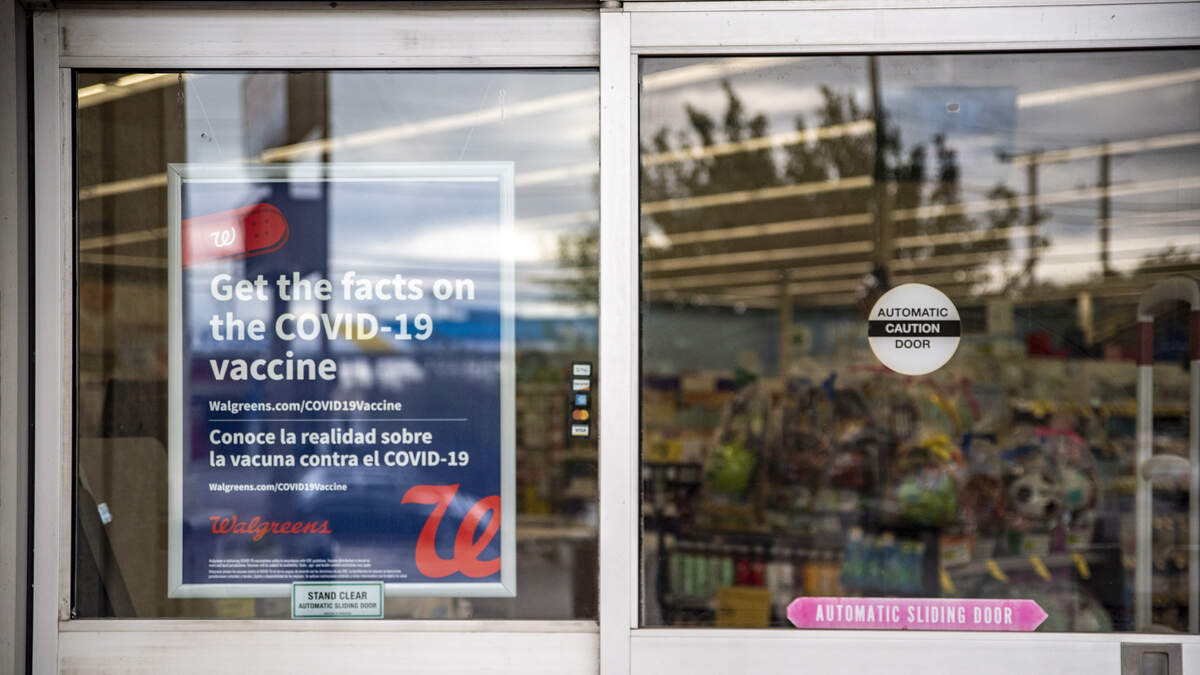 Get the facts on
the COVID-19
vaccine
Walgreens.com/COVID19Vaccine
Conoce la realidad sobre
la vacuna contra el COVID-19
Walgreens.com/COVID19Vaccine
Walgreens
W
W
STAND CLEAR
AUTOMATIC SLIDING DOOR
VISA
AUTOMATIC
CAUTION
DOOR
AUTOMATIC SLIDING DOOR